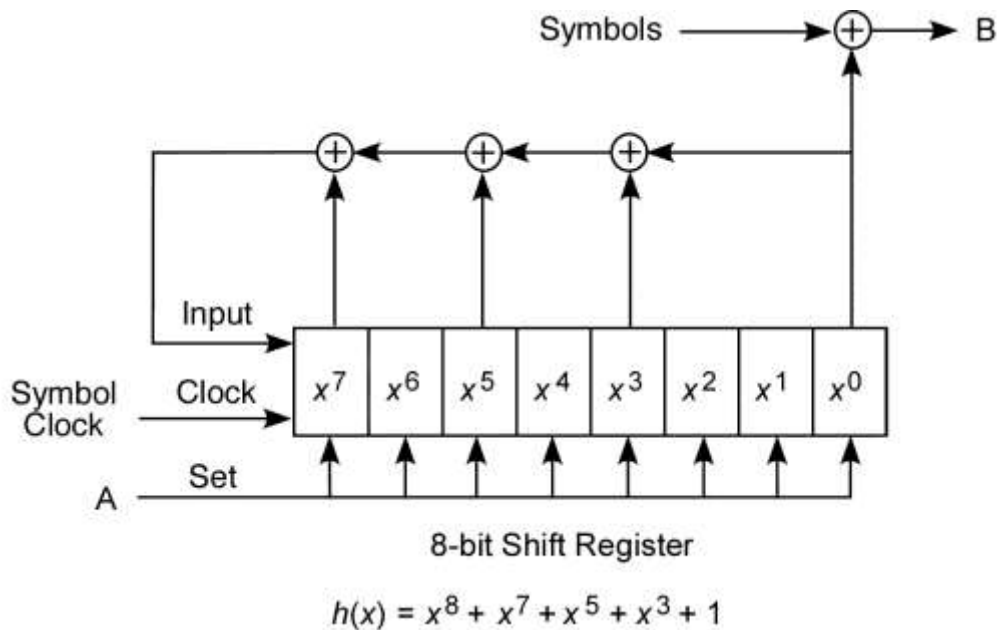 Symbols + B
+ + +
Input
Symbol Clock
Clock
x⁷ x⁶ x⁵ x⁴ x³ x² x¹ x⁰
A Set
8-bit Shift Register
h(x) = x⁸ + x⁷ + x⁵ + x³ + 1